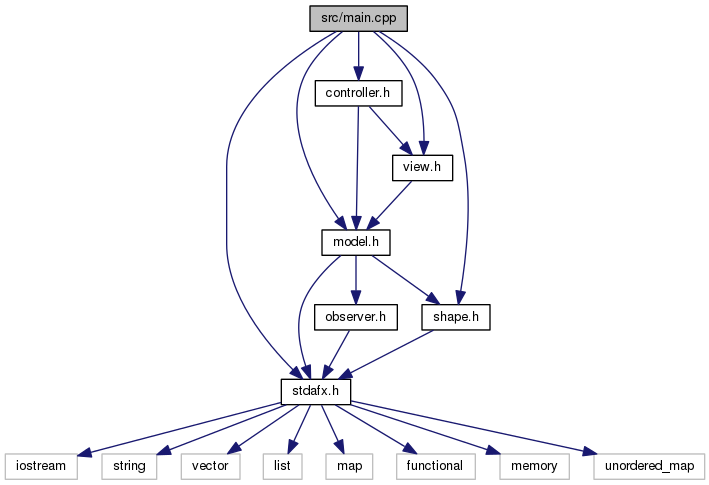 src/main.cpp
controller.h
view.h
model.h
observer.h
shape.h
stdafx.h
iostream
string
vector
list
map
functional
memory
unordered_map